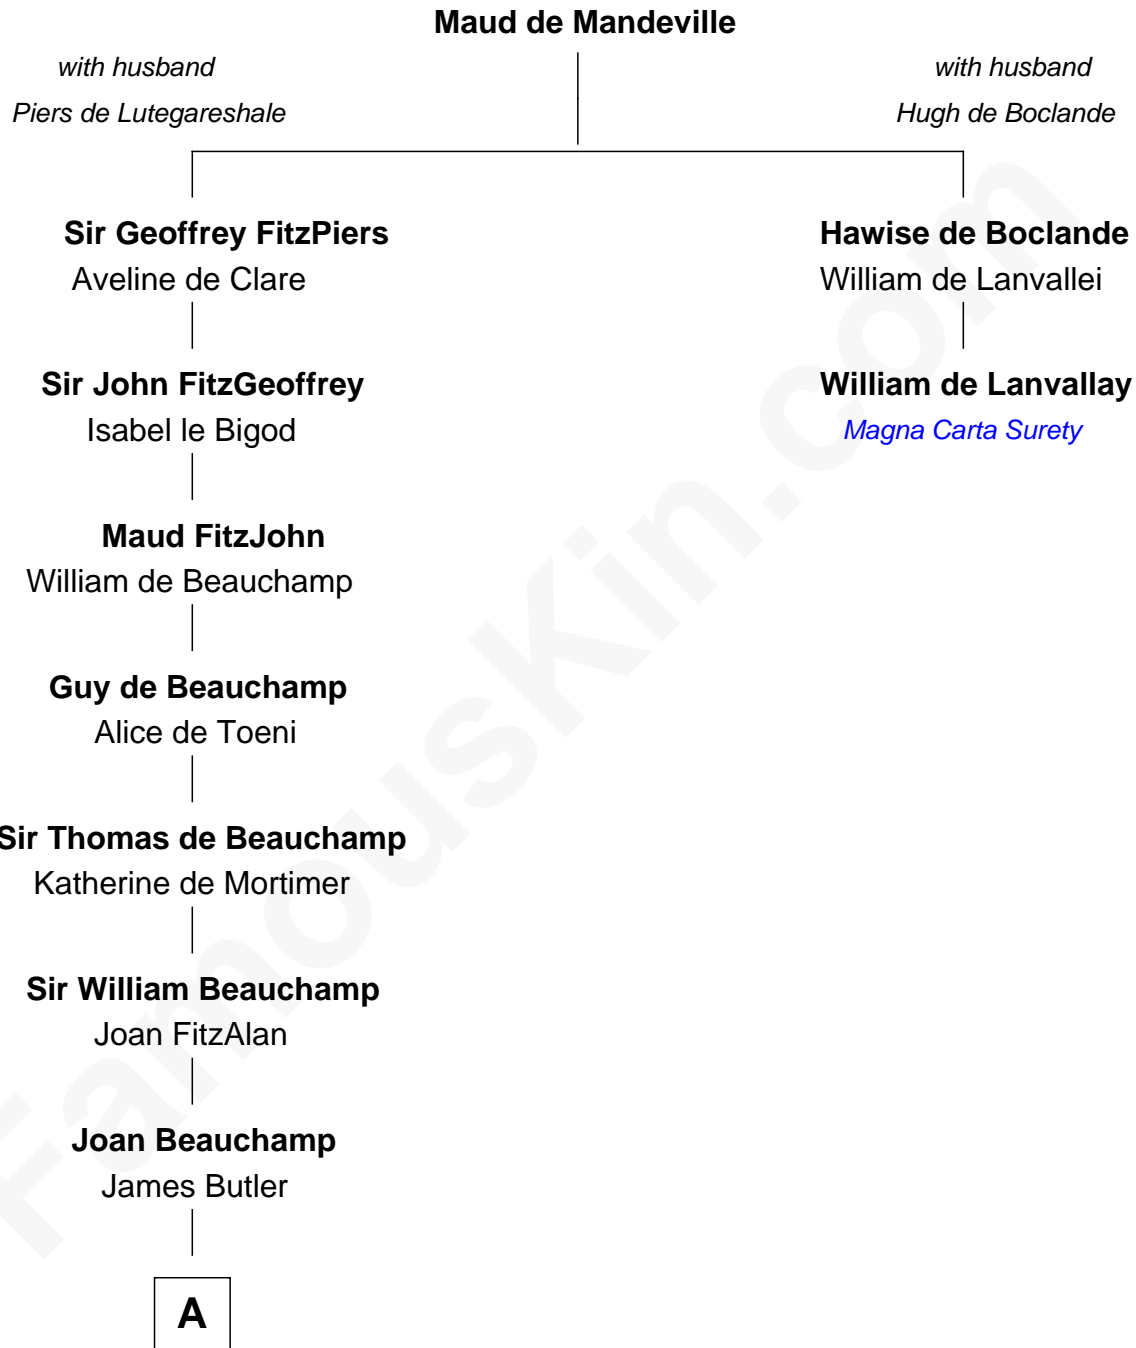 Maud de Mandeville
with husband
Piers de Lutegareshale
with husband
Hugh de Boclande
Sir Geoffrey FitzPiers
Aveline de Clare
Hawise de Boclande
William de Lanvallei
Sir John FitzGeoffrey
Isabel le Bigod
William de Lanvallay
Magna Carta Surety
Maud FitzJohn
William de Beauchamp
Guy de Beauchamp
Alice de Toeni
Sir Thomas de Beauchamp
Katherine de Mortimer
Sir William Beauchamp
Joan FitzAlan
Joan Beauchamp
James Butler
A
FamousKin.com